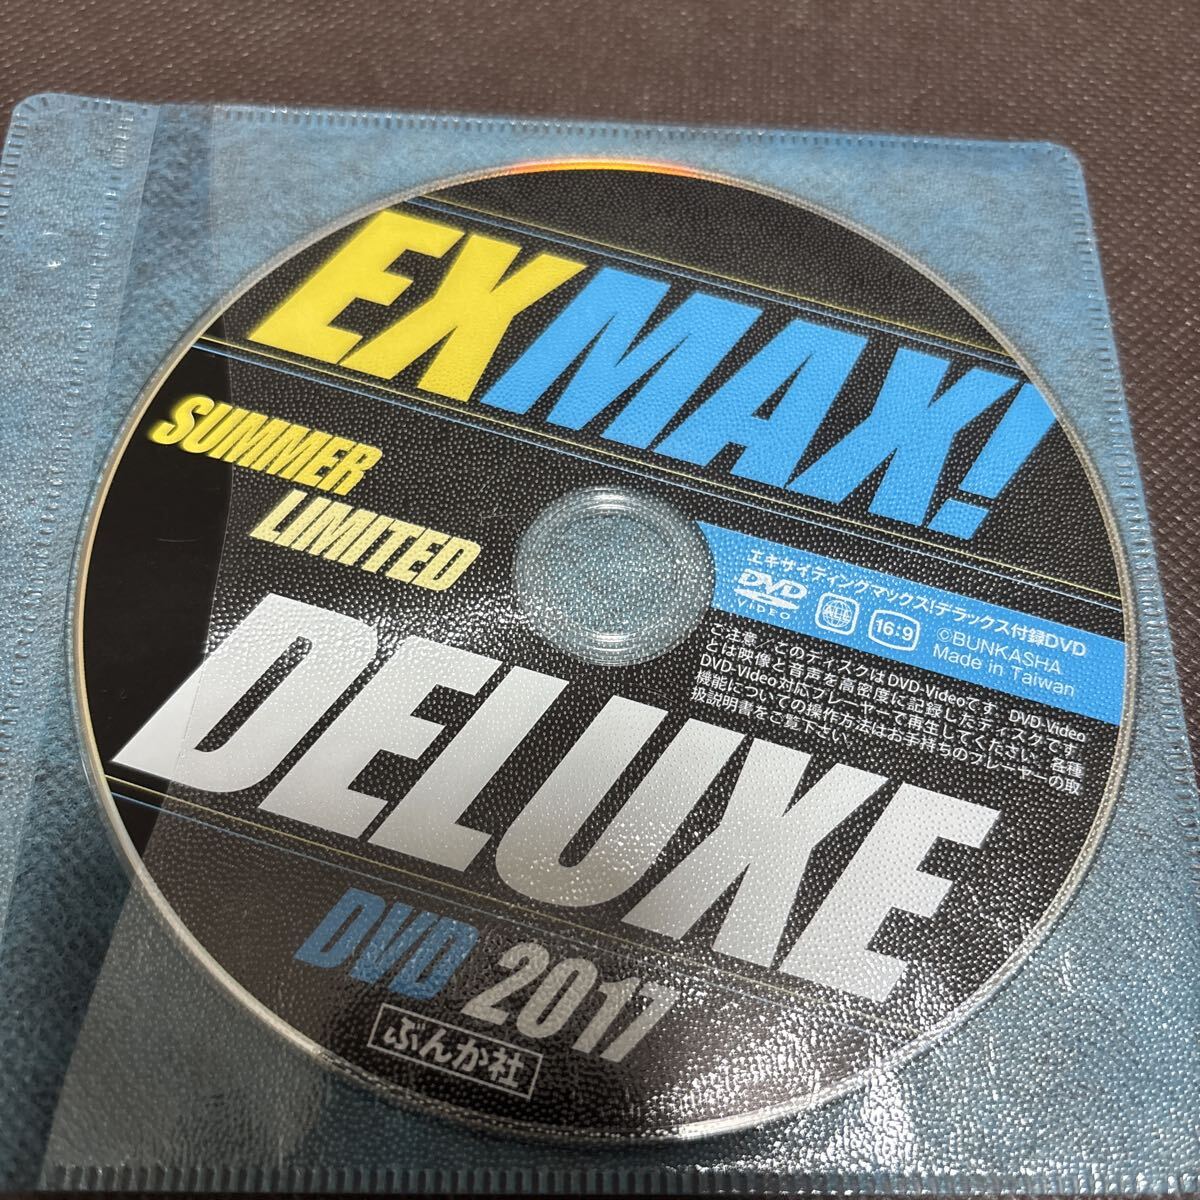 EXMAX!
SUMMER
LIMITED
エキサイティングマックス!デラックス付録DVD
DVD
VIDEO
ALL
16:9
©BUNKASHA
Made in Taiwan
ご注意/このディスクはDVD-Videoです。DVD-Video
とは映像と音声を高密度に記録したディスクです
DVD-Video対応プレーヤーで再生してください。各種
機能についての操作方法はお手持ちのプレーヤーの取
扱説明書をご覧下さい。
DELUXE
DVD 2017
ぶんか社